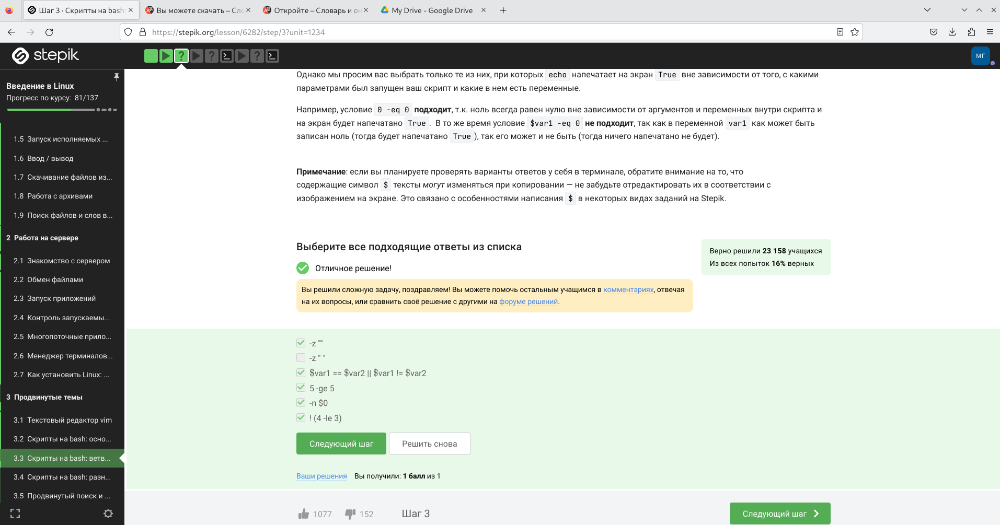 Шаг 3 · Скрипты на bash:
Вы можете скачать – Сло
Откройте – Словарь и он
My Drive - Google Drive
https://stepik.org/lesson/6282/step/3?unit=1234
stepik
МГ
Введение в Linux
Прогресс по курсу: 81/137
1.5 Запуск исполняемых ...
1.6 Ввод / вывод
1.7 Скачивание файлов из...
1.8 Работа с архивами
1.9 Поиск файлов и слов в...
2 Работа на сервере
2.1 Знакомство с сервером
2.2 Обмен файлами
2.3 Запуск приложений
2.4 Контроль запускаемы...
2.5 Многопоточные прило...
2.6 Менеджер терминалов...
2.7 Как установить Linux: ...
3 Продвинутые темы
3.1 Текстовый редактор vim
3.2 Скрипты на bash: осно...
3.3 Скрипты на bash: ветв...
3.4 Скрипты на bash: разн...
3.5 Продвинутый поиск и ...
Однако мы просим вас выбрать только те из них, при которых echo напечатает на экран True вне зависимости от того, с какими
параметрами был запущен ваш скрипт и какие в нем есть переменные.
Например, условие 0 -eq 0 подходит, т.к. ноль всегда равен нулю вне зависимости от аргументов и переменных внутри скрипта и
на экран будет напечатано True . В то же время условие $var1 -eq 0 не подходит, так как в переменной var1 как может быть
записан ноль (тогда будет напечатано True ), так его может и не быть (тогда ничего напечатано не будет).
Примечание: если вы планируете проверять варианты ответов у себя в терминале, обратите внимание на то, что
содержащие символ $ тексты могут изменяться при копировании — не забудьте отредактировать их в соответствии с
изображением на экране. Это связано с особенностями написания $ в некоторых видах заданий на Stepik.
Выберите все подходящие ответы из списка
Верно решили 23 158 учащихся
Из всех попыток 16% верных
Отличное решение!
Вы решили сложную задачу, поздравляем! Вы можете помочь остальным учащимся в комментариях, отвечая
на их вопросы, или сравнить своё решение с другими на форуме решений.
-z ""
-z " "
$var1 == $var2 || $var1 != $var2
5 -ge 5
-n $0
! (4 -le 3)
Следующий шаг
Решить снова
Ваши решения Вы получили: 1 балл из 1
1077
152
Шаг 3
Следующий шаг